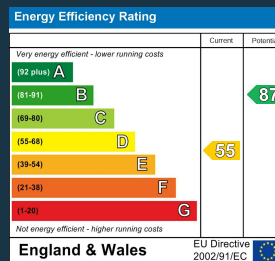 Energy Efficiency Rating
Current Potentia
Very energy efficient - lower running costs
(92 plus) A
(81-91) B 87
(69-80) C
(55-68) D
55
(39-54) E
(21-38) F
(1-20) G
Not energy efficient - higher running costs
England & Wales
EU Directive
2002/91/EC